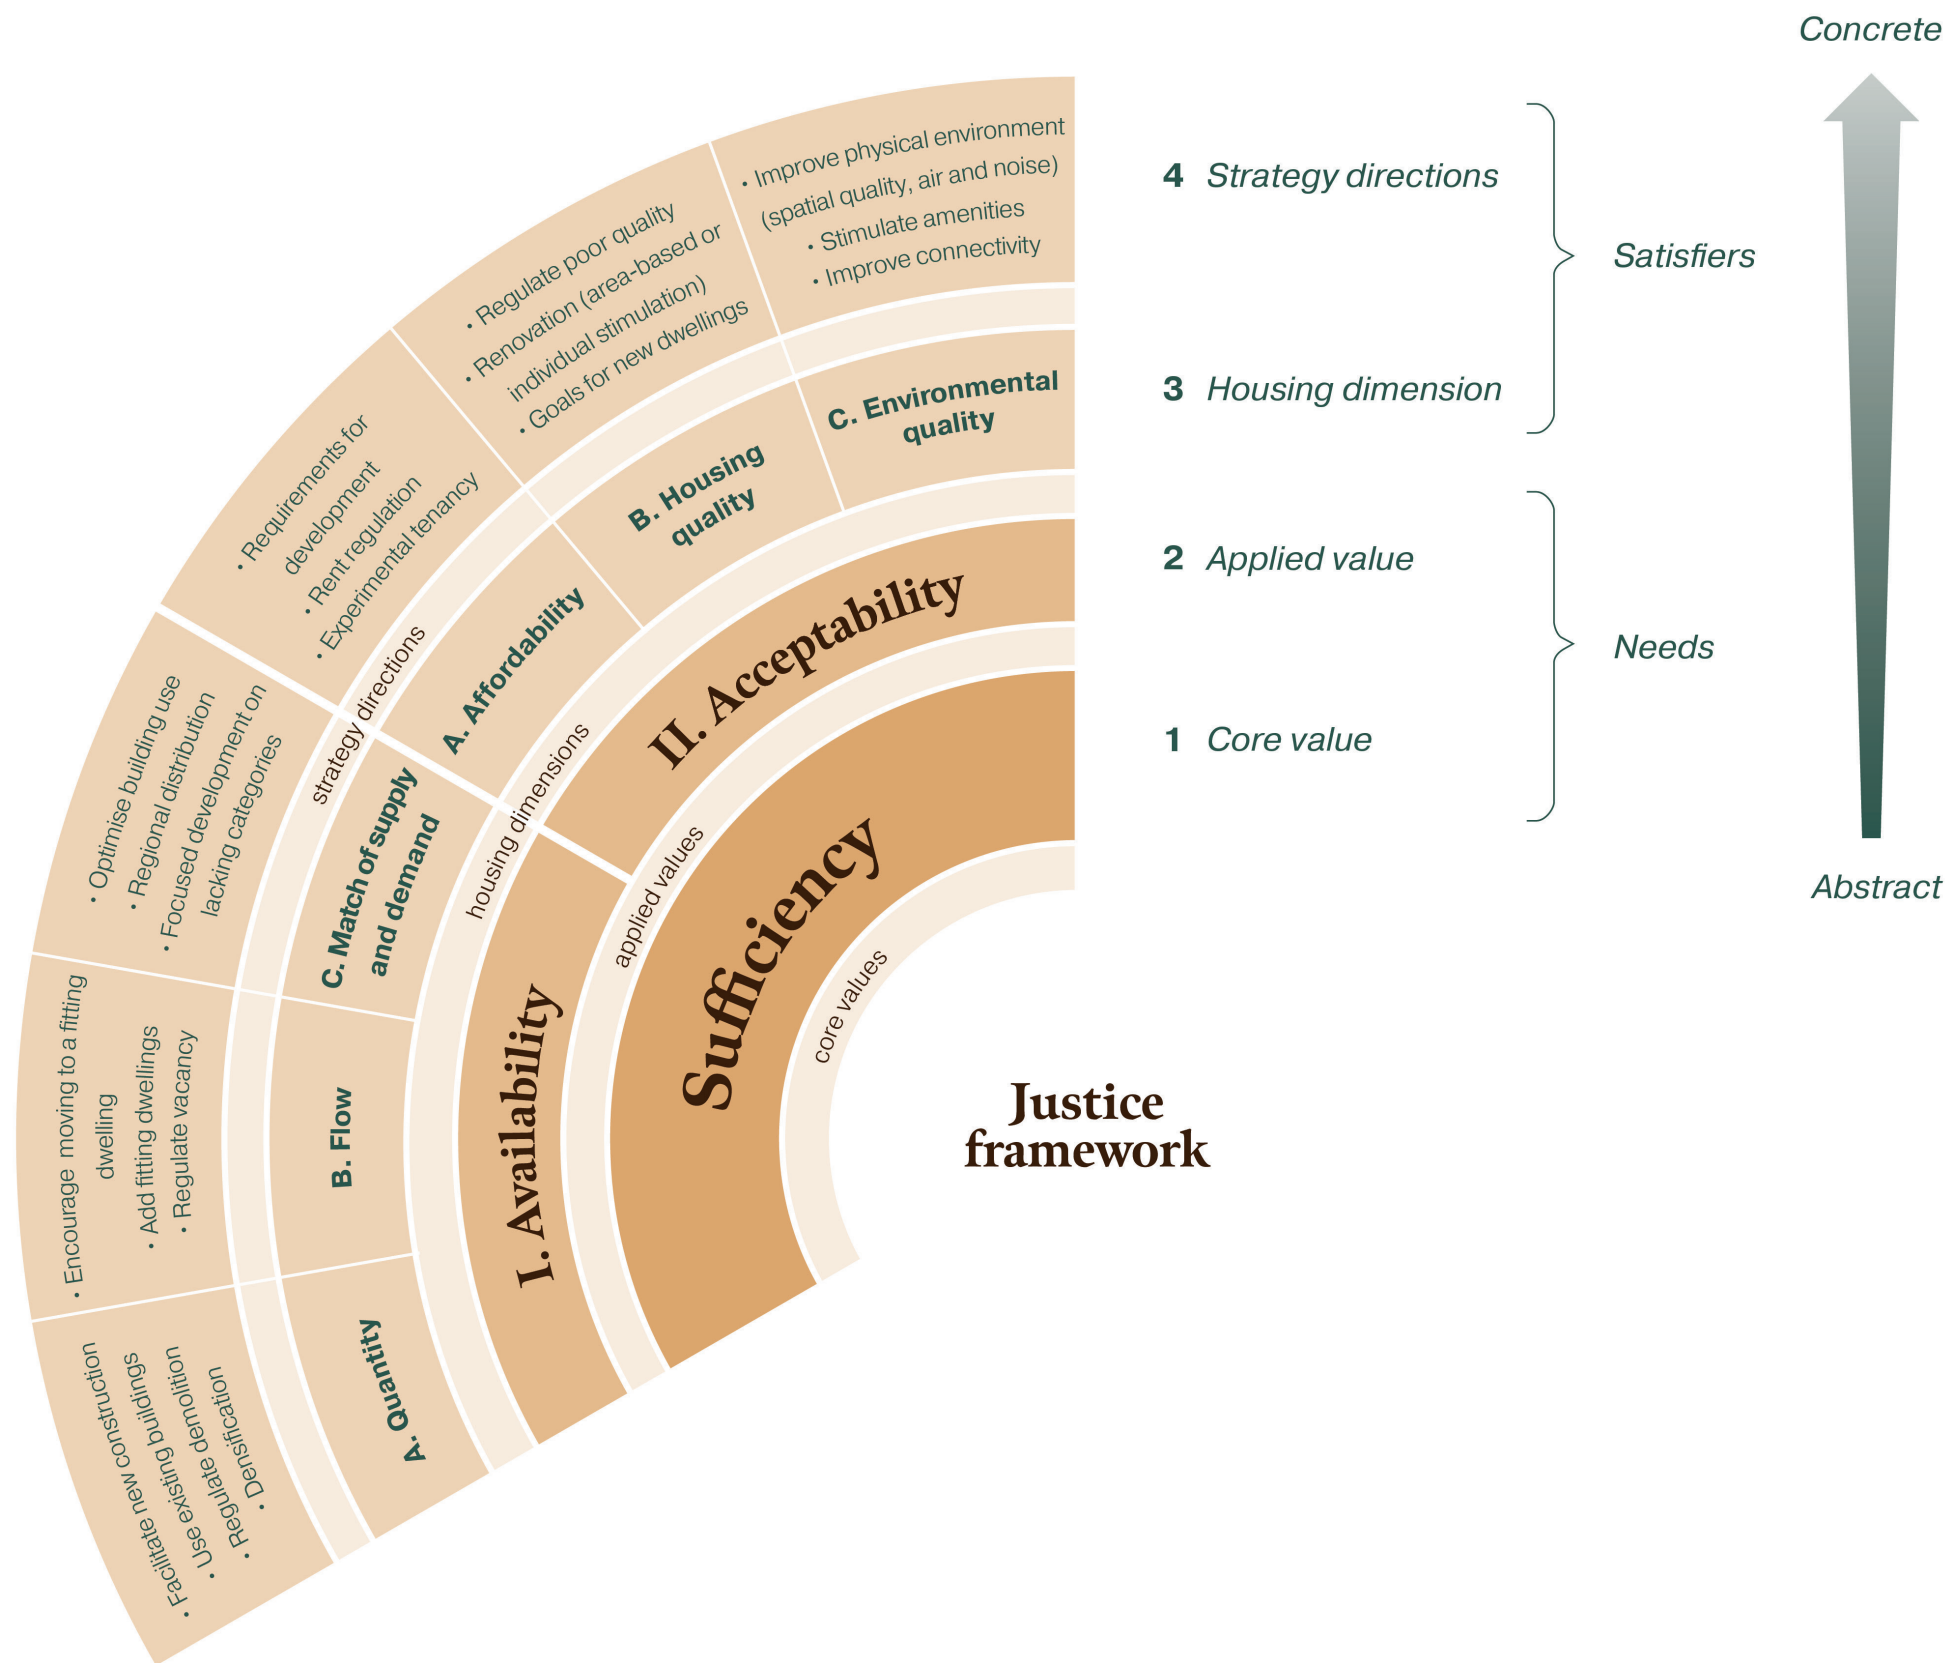 Concrete
• Improve physical environment
(spatial quality, air and noise)
• Stimulate amenities
• Improve connectivity
• Regulate poor quality
• Renovation (area-based or
individual stimulation)
• Goals for new dwellings
• Requirements for
development
• Rent regulation
• Experimental tenancy
• Optimise building use
• Regional distribution
• Focused development on
lacking categories
• Encourage moving to a fitting
dwelling
• Add fitting dwellings
• Regulate vacancy
• Facilitate new construction
• Use existing buildings
• Regulate demolition
• Densification
strategy directions
C. Environmental
quality
B. Housing
quality
A. Affordability
C. Match of supply
and demand
B. Flow
A. Quantity
housing dimensions
II. Acceptability
I. Availability
applied values
Sufficiency
core values
Justice
framework
4 Strategy directions
3 Housing dimension
Satisfiers
2 Applied value
1 Core value
Needs
Abstract